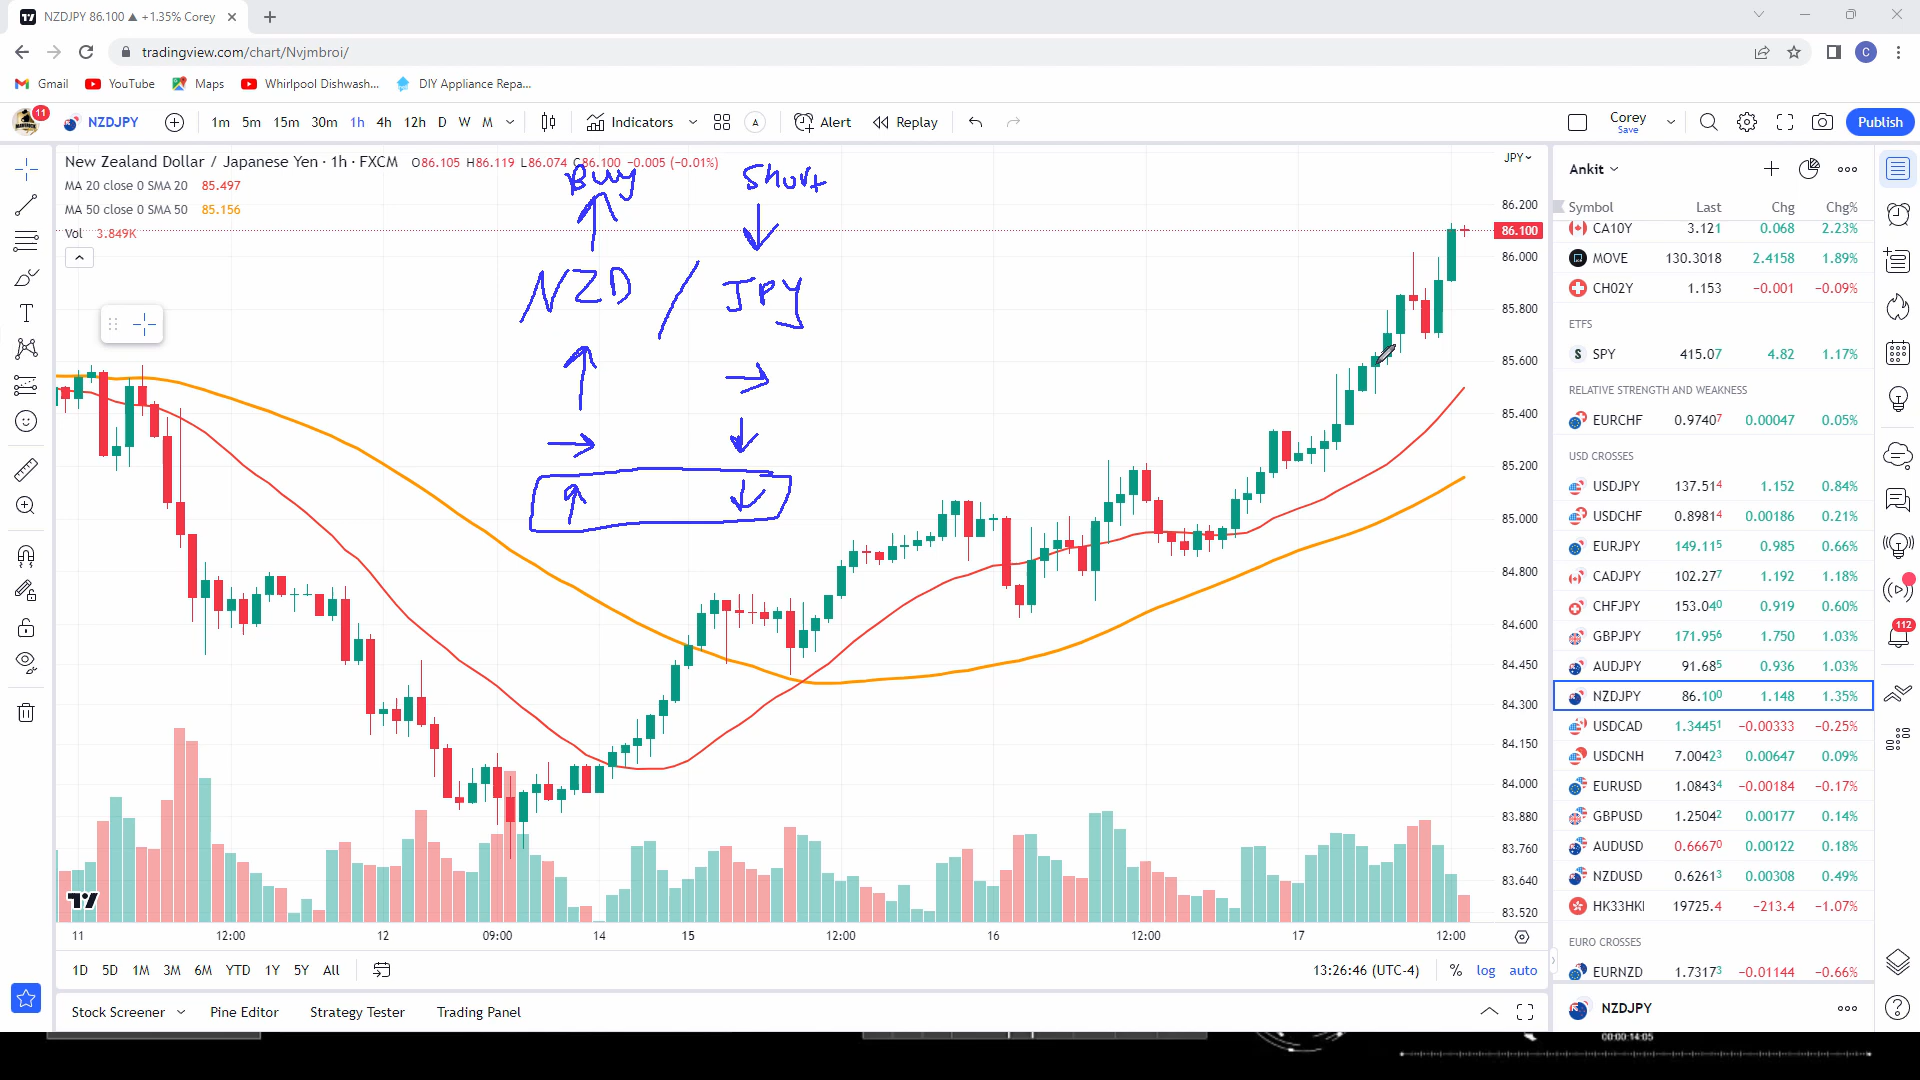 NZDJPY 86.100 ▲ +1.35% Corey
tradingview.com/chart/Nvjmbroi/
C
Gmail YouTube Maps Whirlpool Dishwash... DIY Appliance Repa...
11 NZDJPY 1m 5m 15m 30m 1h 4h 12h D W M Indicators A Alert Replay Corey Save Publish
New Zealand Dollar / Japanese Yen · 1h · FXCM O86.105 H86.119 L86.074 C86.100 −0.005 (−0.01%)
MA 20 close 0 SMA 20 85.497
MA 50 close 0 SMA 50 85.156
Vol 3.849K
Buy Short
NZD / JPY
JPY
86.200
86.100
86.000
85.800
85.600
85.400
85.200
85.000
84.800
84.600
84.450
84.300
84.150
84.000
83.880
83.760
83.640
83.520
11 12:00 12 09:00 14 15 12:00 16 12:00 17 12:00
1D 5D 1M 3M 6M YTD 1Y 5Y All 13:26:46 (UTC-4) % log auto
Stock Screener Pine Editor Strategy Tester Trading Panel
Ankit
Symbol Last Chg Chg%
CA10Y 3.121 0.068 2.23%
MOVE 130.3018 2.4158 1.89%
CH02Y 1.153 −0.001 −0.09%
ETFS
SPY 415.07 4.82 1.17%
RELATIVE STRENGTH AND WEAKNESS
EURCHF 0.97407 0.00047 0.05%
USD CROSSES
USDJPY 137.514 1.152 0.84%
USDCHF 0.89814 0.00186 0.21%
EURJPY 149.115 0.985 0.66%
CADJPY 102.277 1.192 1.18%
CHFJPY 153.040 0.919 0.60%
GBPJPY 171.956 1.750 1.03%
AUDJPY 91.685 0.936 1.03%
NZDJPY 86.100 1.148 1.35%
USDCAD 1.34451 −0.00333 −0.25%
USDCNH 7.00423 0.00647 0.09%
EURUSD 1.08434 −0.00184 −0.17%
GBPUSD 1.25042 0.00177 0.14%
AUDUSD 0.66670 0.00122 0.18%
NZDUSD 0.62613 0.00308 0.49%
HK33HKI 19725.4 −213.4 −1.07%
EURO CROSSES
EURNZD 1.73173 −0.01144 −0.66%
NZDJPY
112
00:00:14:05